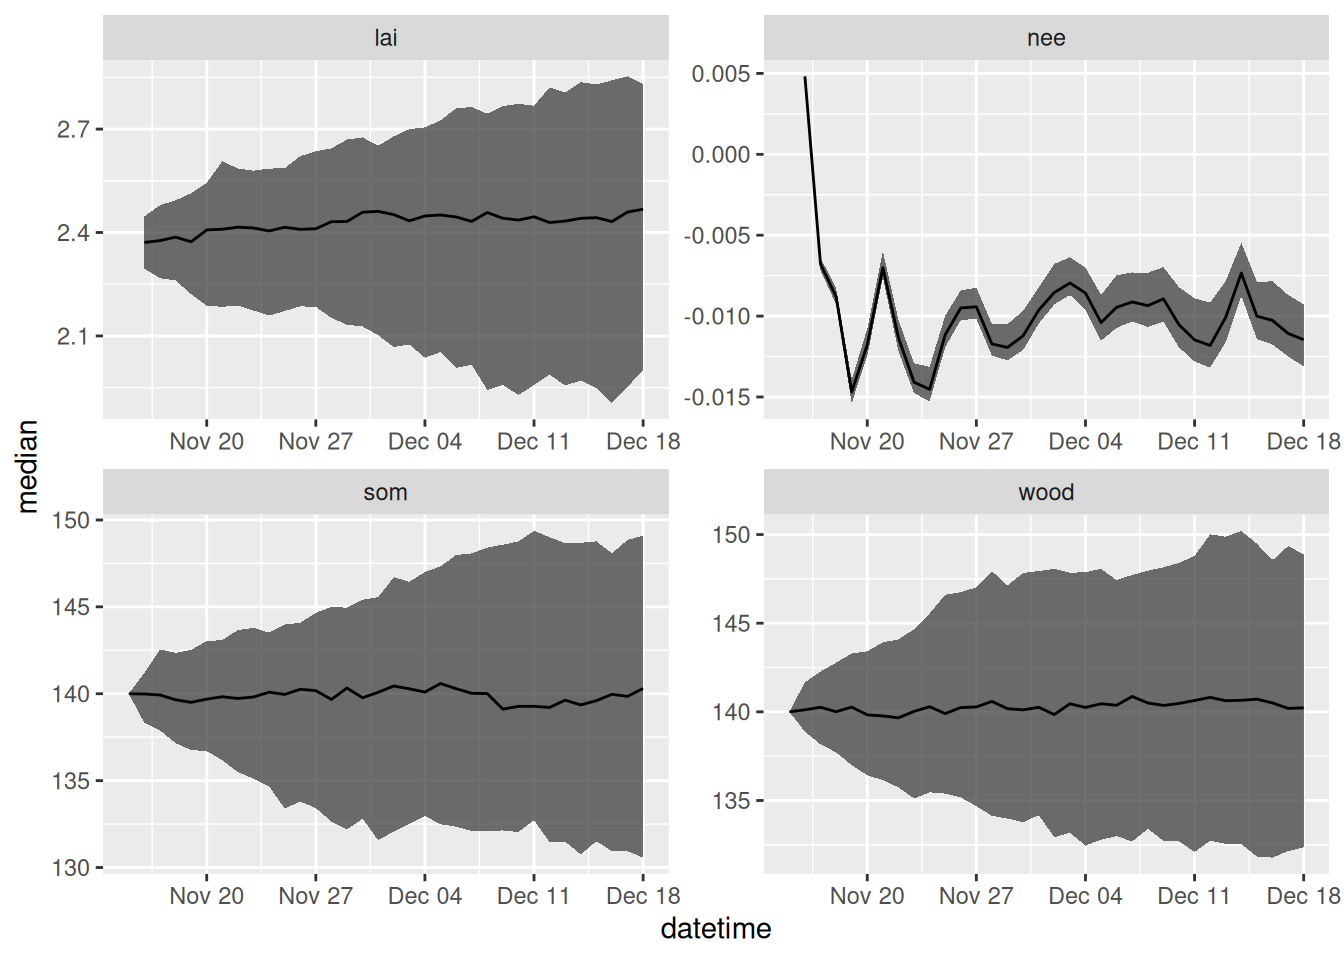 lai
nee
2.7
2.4
2.1
0.005
0.000
-0.005
-0.010
-0.015
Nov 20 Nov 27 Dec 04 Dec 11 Dec 18
Nov 20 Nov 27 Dec 04 Dec 11 Dec 18
median
som
wood
150
145
140
135
130
150
145
140
135
Nov 20 Nov 27 Dec 04 Dec 11 Dec 18
Nov 20 Nov 27 Dec 04 Dec 11 Dec 18
datetime